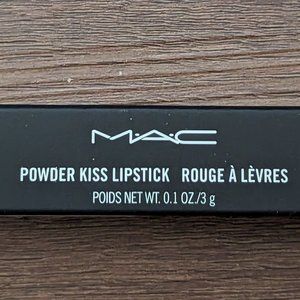 M·A·C
POWDER KISS LIPSTICK ROUGE À LÈVRES
POIDS NET WT. 0.1 OZ./3 g